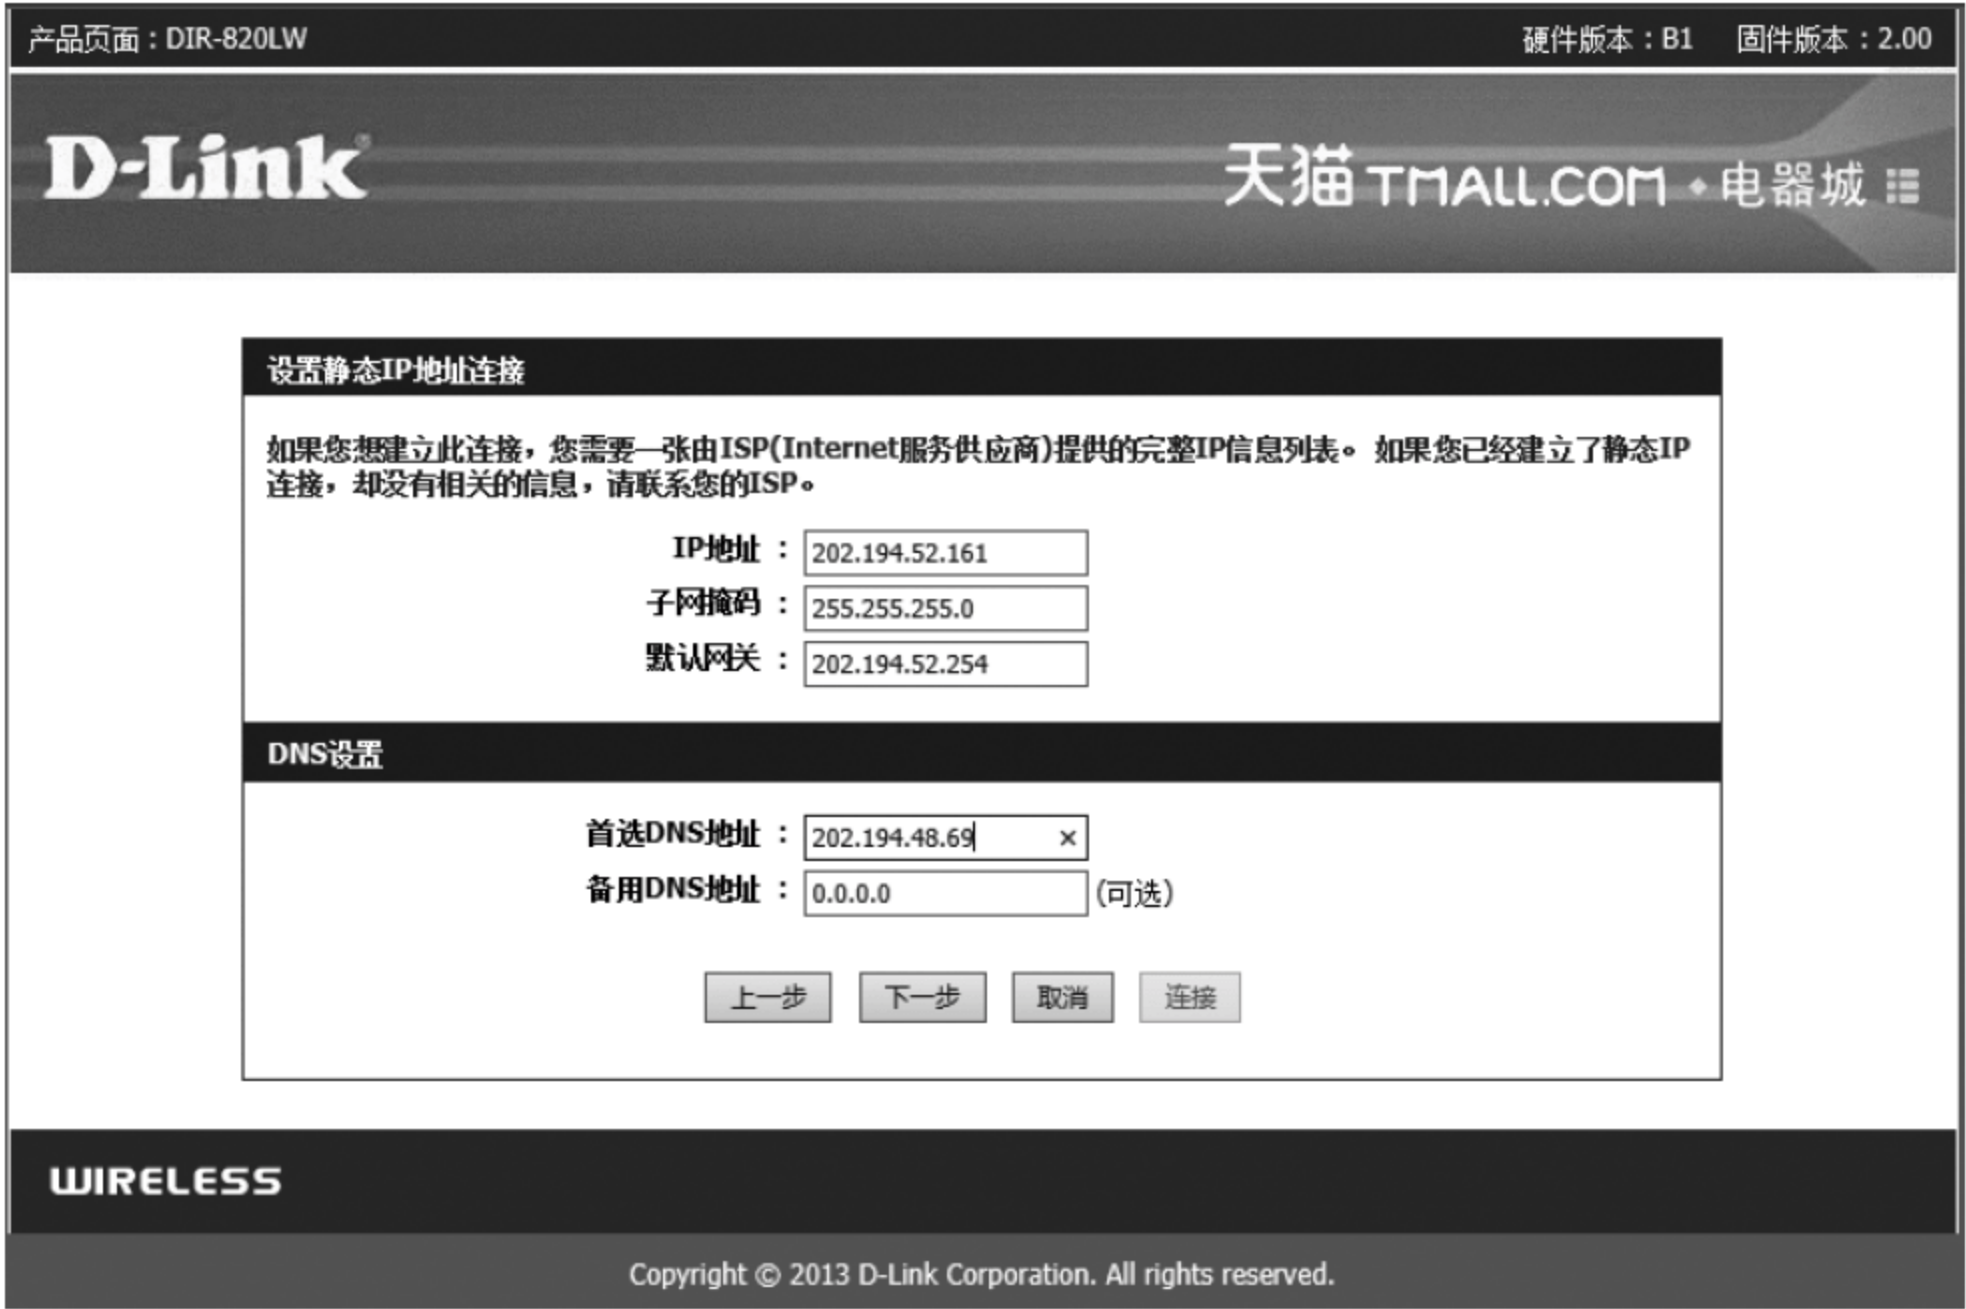 产品页面：DIR-820LW 硬件版本：B1 固件版本：2.00
D-Link®
天猫 TMALL.COM 电器城
设置静态IP地址连接
如果您想建立此连接，您需要一张由ISP(Internet服务供应商)提供的完整IP信息列表。 如果您已经建立了静态IP
连接，却没有相关的信息，请联系您的ISP。
IP地址 ： 202.194.52.161
子网掩码 ： 255.255.255.0
默认网关 ： 202.194.52.254
DNS设置
首选DNS地址 ： 202.194.48.69 ×
备用DNS地址 ： 0.0.0.0 (可选)
上一步 下一步 取消 连接
WIRELESS
Copyright © 2013 D-Link Corporation. All rights reserved.